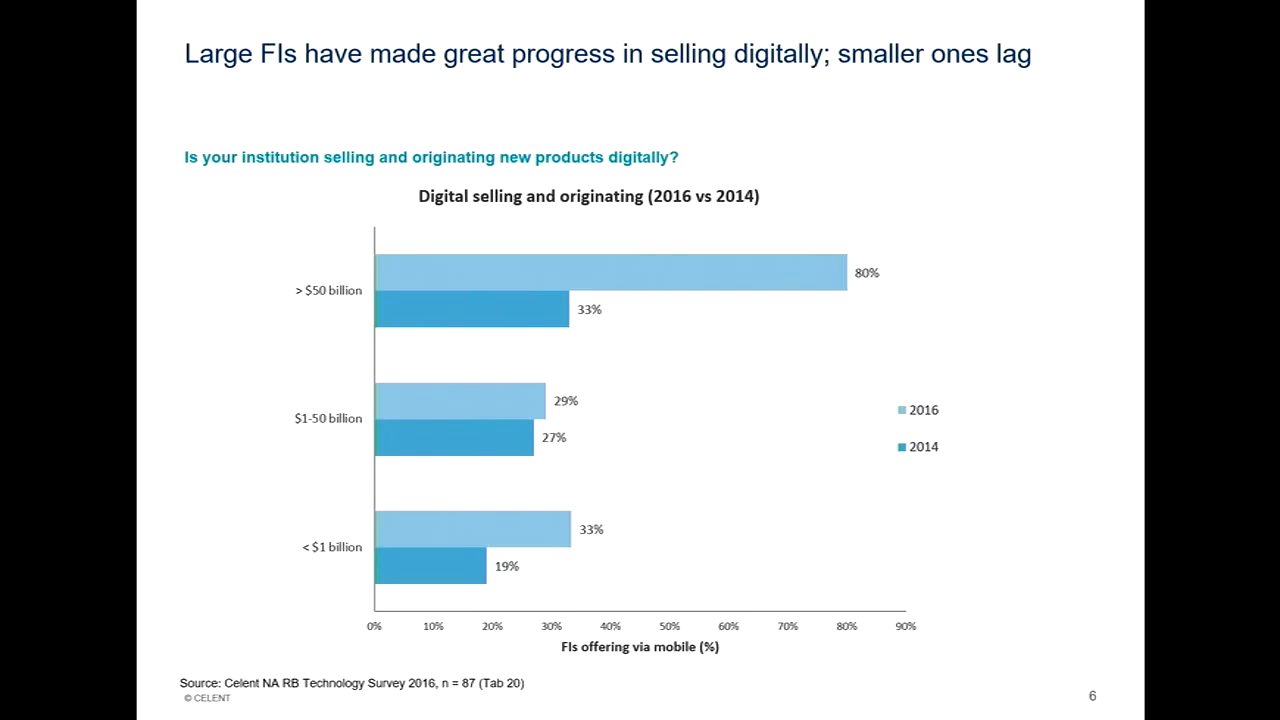 Large FIs have made great progress in selling digitally; smaller ones lag
Is your institution selling and originating new products digitally?
Digital selling and originating (2016 vs 2014)
> $50 billion
80%
33%
$1-50 billion
29%
27%
2016
2014
< $1 billion
33%
19%
0% 10% 20% 30% 40% 50% 60% 70% 80% 90%
FIs offering via mobile (%)
Source: Celent NA RB Technology Survey 2016, n = 87 (Tab 20)
© CELENT
6